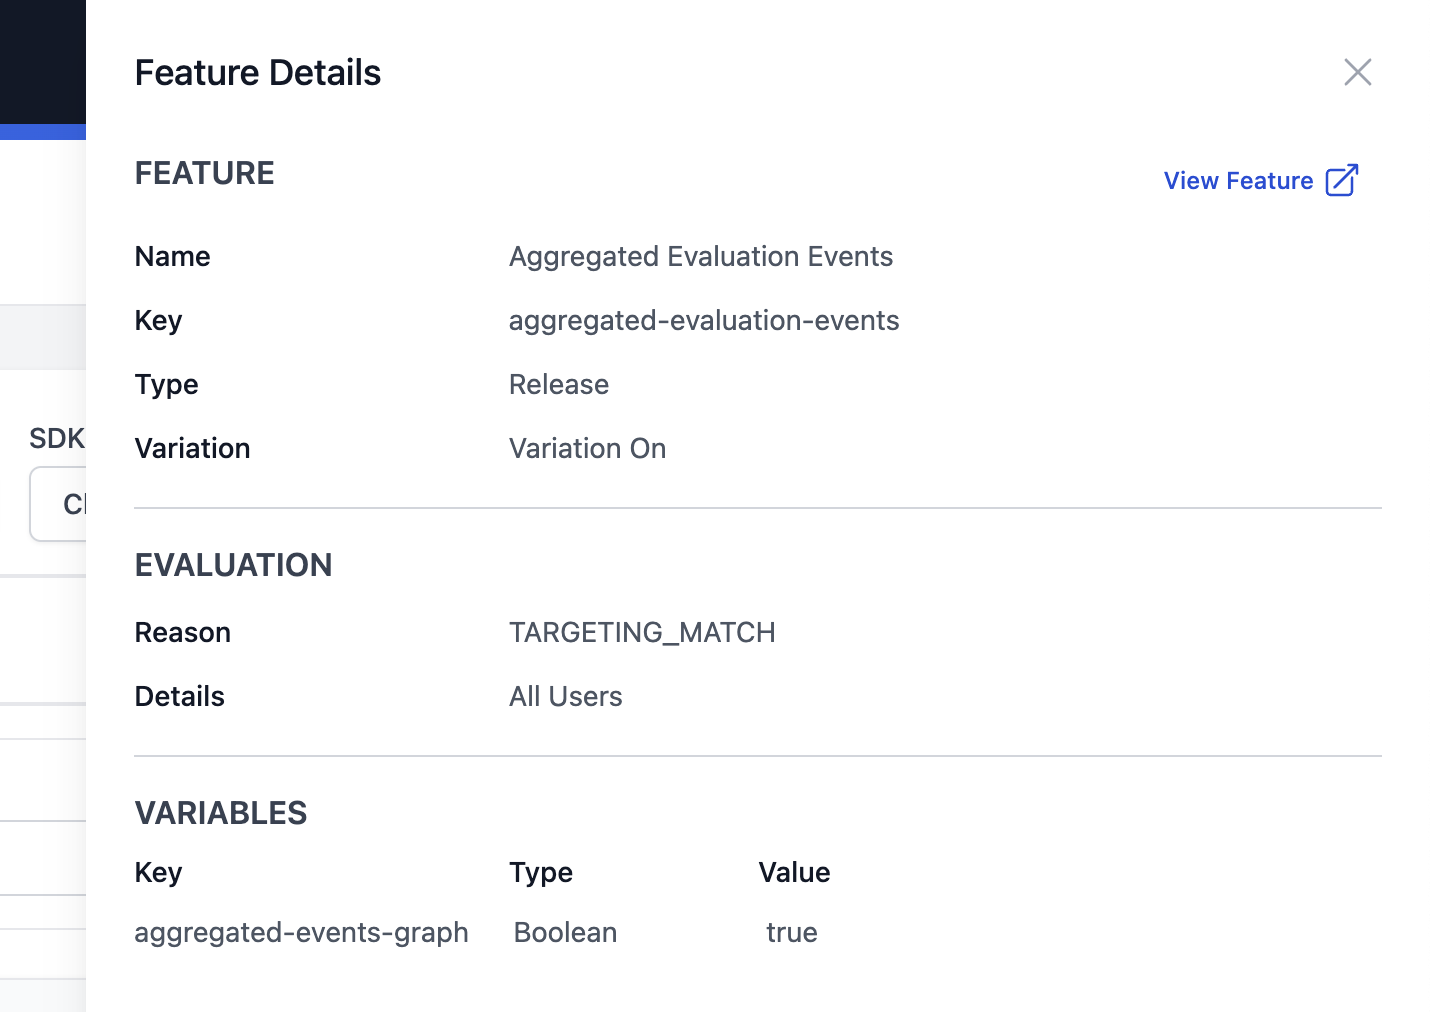 Feature Details
FEATURE
View Feature
Name Aggregated Evaluation Events
Key aggregated-evaluation-events
Type Release
Variation Variation On
SDK
EVALUATION
Reason TARGETING_MATCH
Details All Users
VARIABLES
Key Type Value
aggregated-events-graph Boolean true